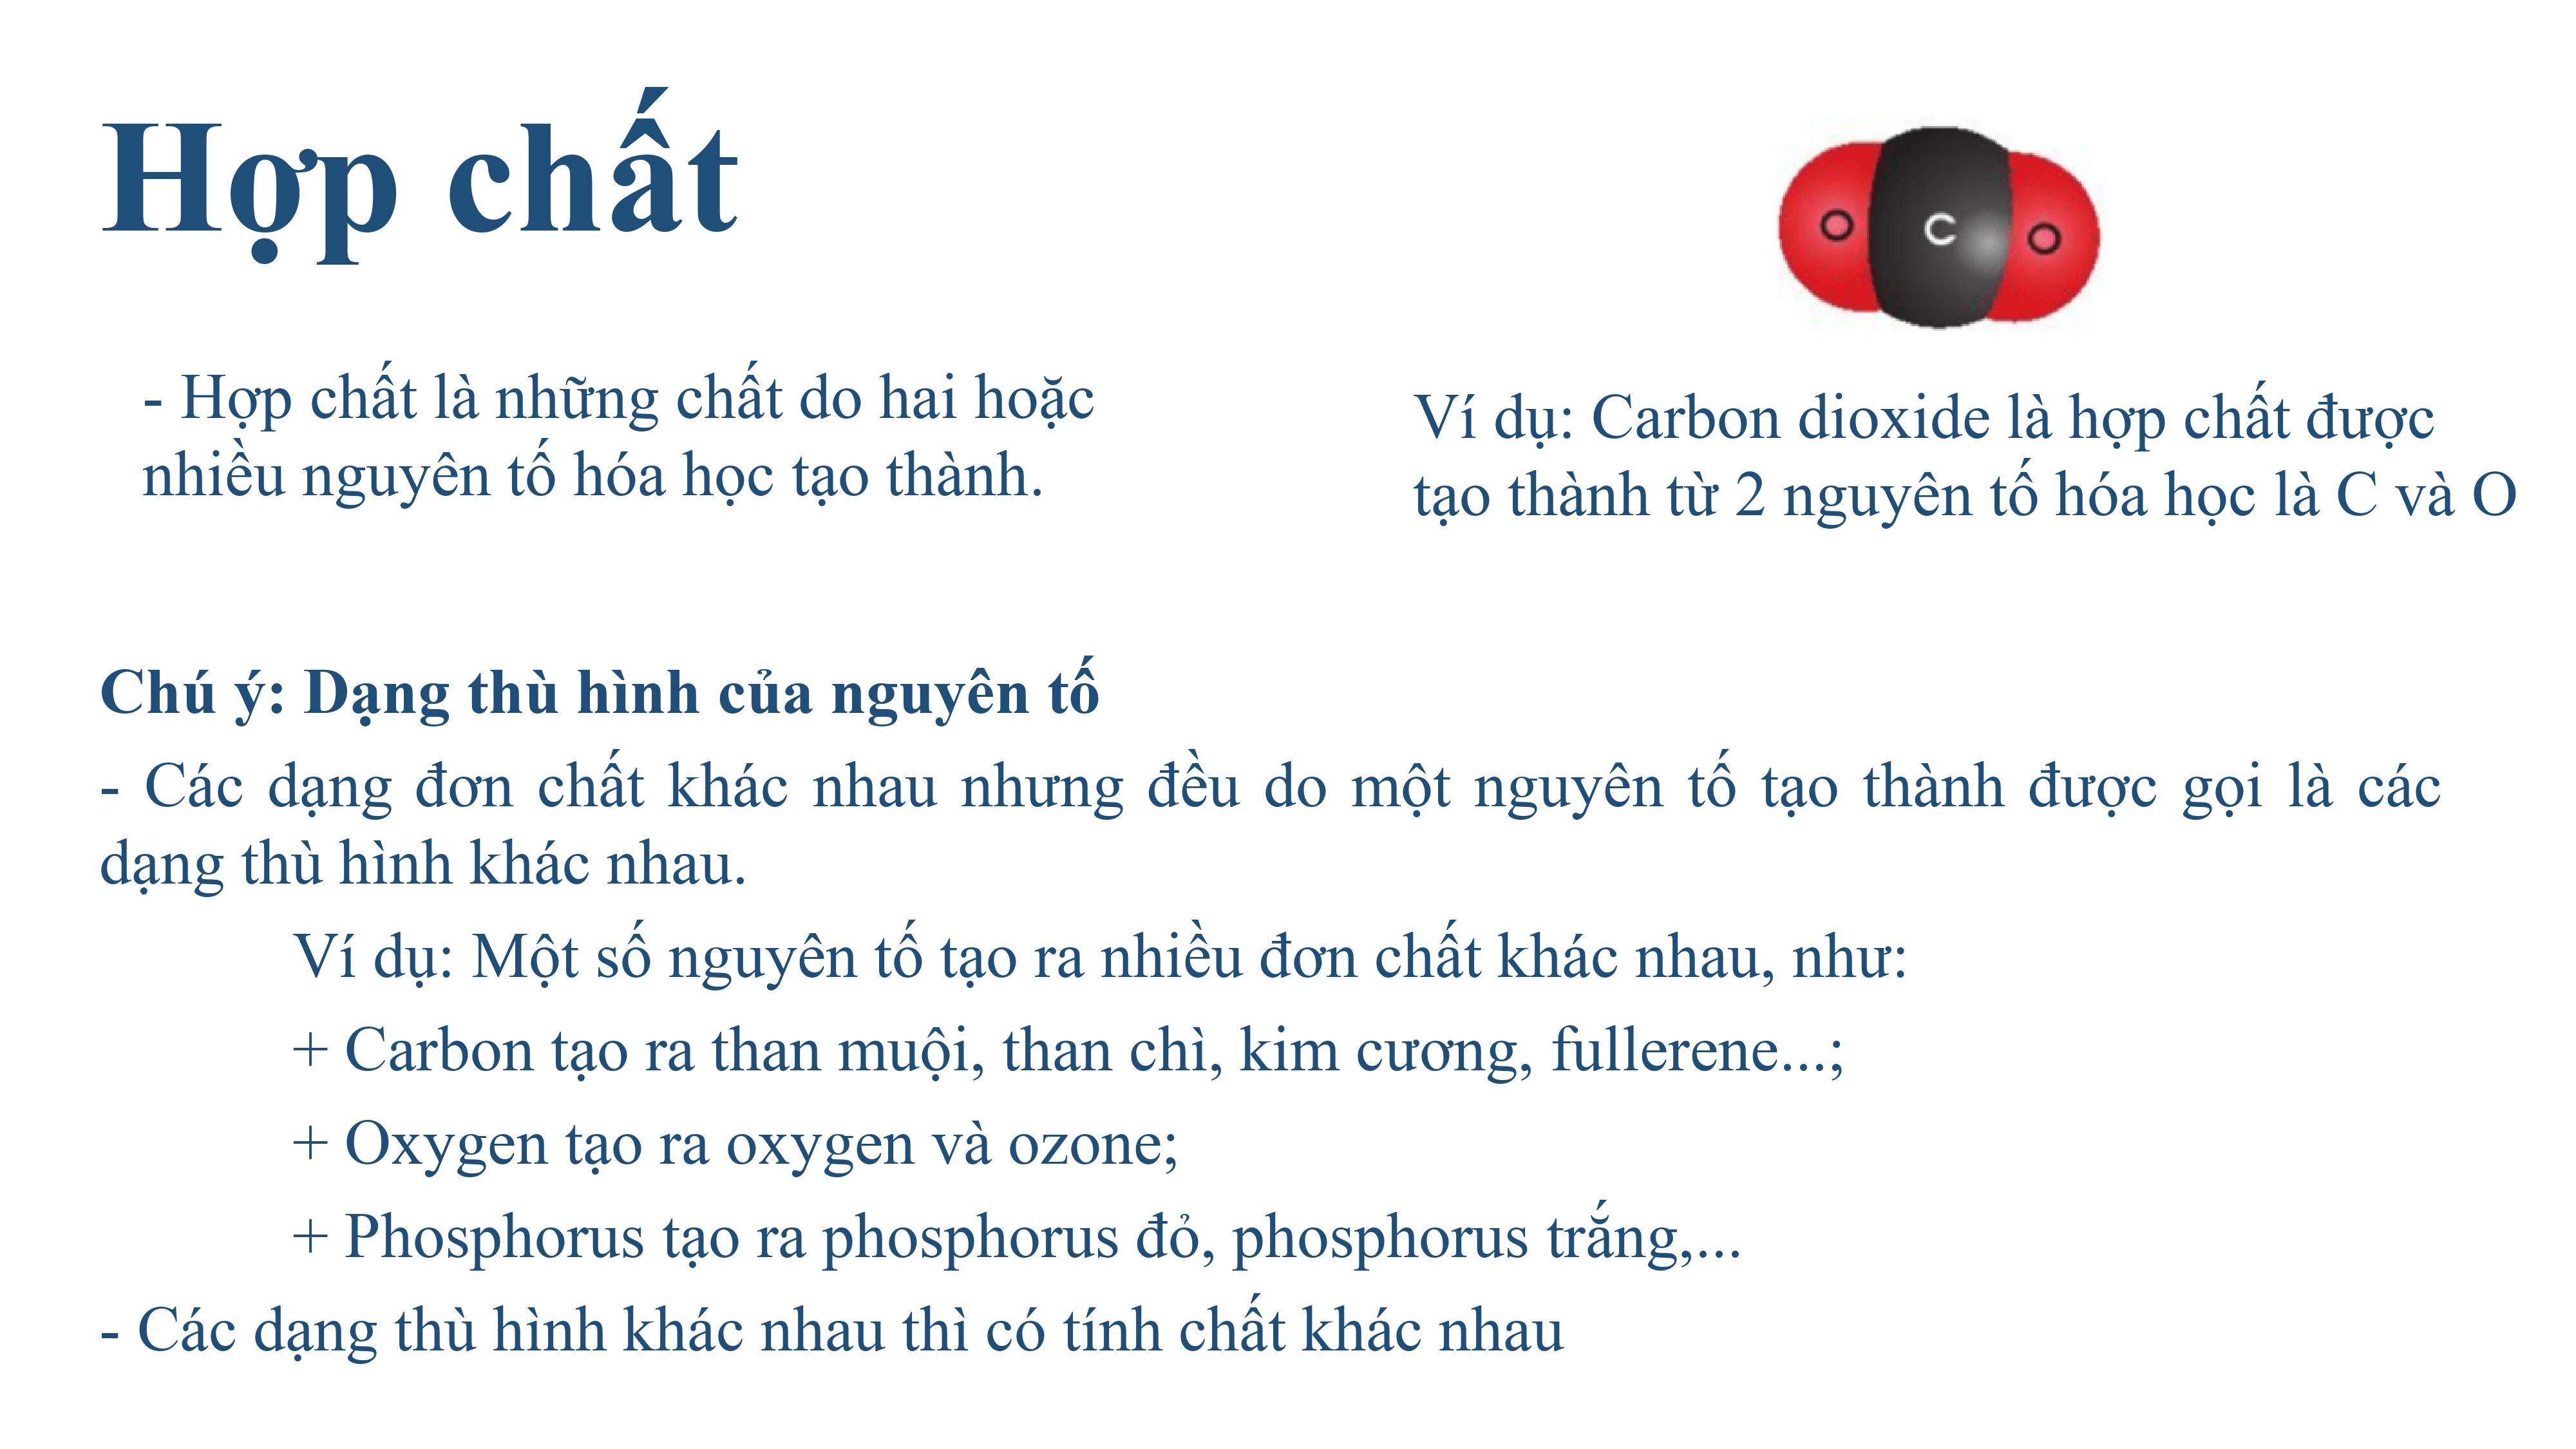 Hợp chất
O C O
- Hợp chất là những chất do hai hoặc
nhiều nguyên tố hóa học tạo thành.
Ví dụ: Carbon dioxide là hợp chất được
tạo thành từ 2 nguyên tố hóa học là C và O
Chú ý: Dạng thù hình của nguyên tố
- Các dạng đơn chất khác nhau nhưng đều do một nguyên tố tạo thành được gọi là các
dạng thù hình khác nhau.
Ví dụ: Một số nguyên tố tạo ra nhiều đơn chất khác nhau, như:
+ Carbon tạo ra than muội, than chì, kim cương, fullerene...;
+ Oxygen tạo ra oxygen và ozone;
+ Phosphorus tạo ra phosphorus đỏ, phosphorus trắng,...
- Các dạng thù hình khác nhau thì có tính chất khác nhau